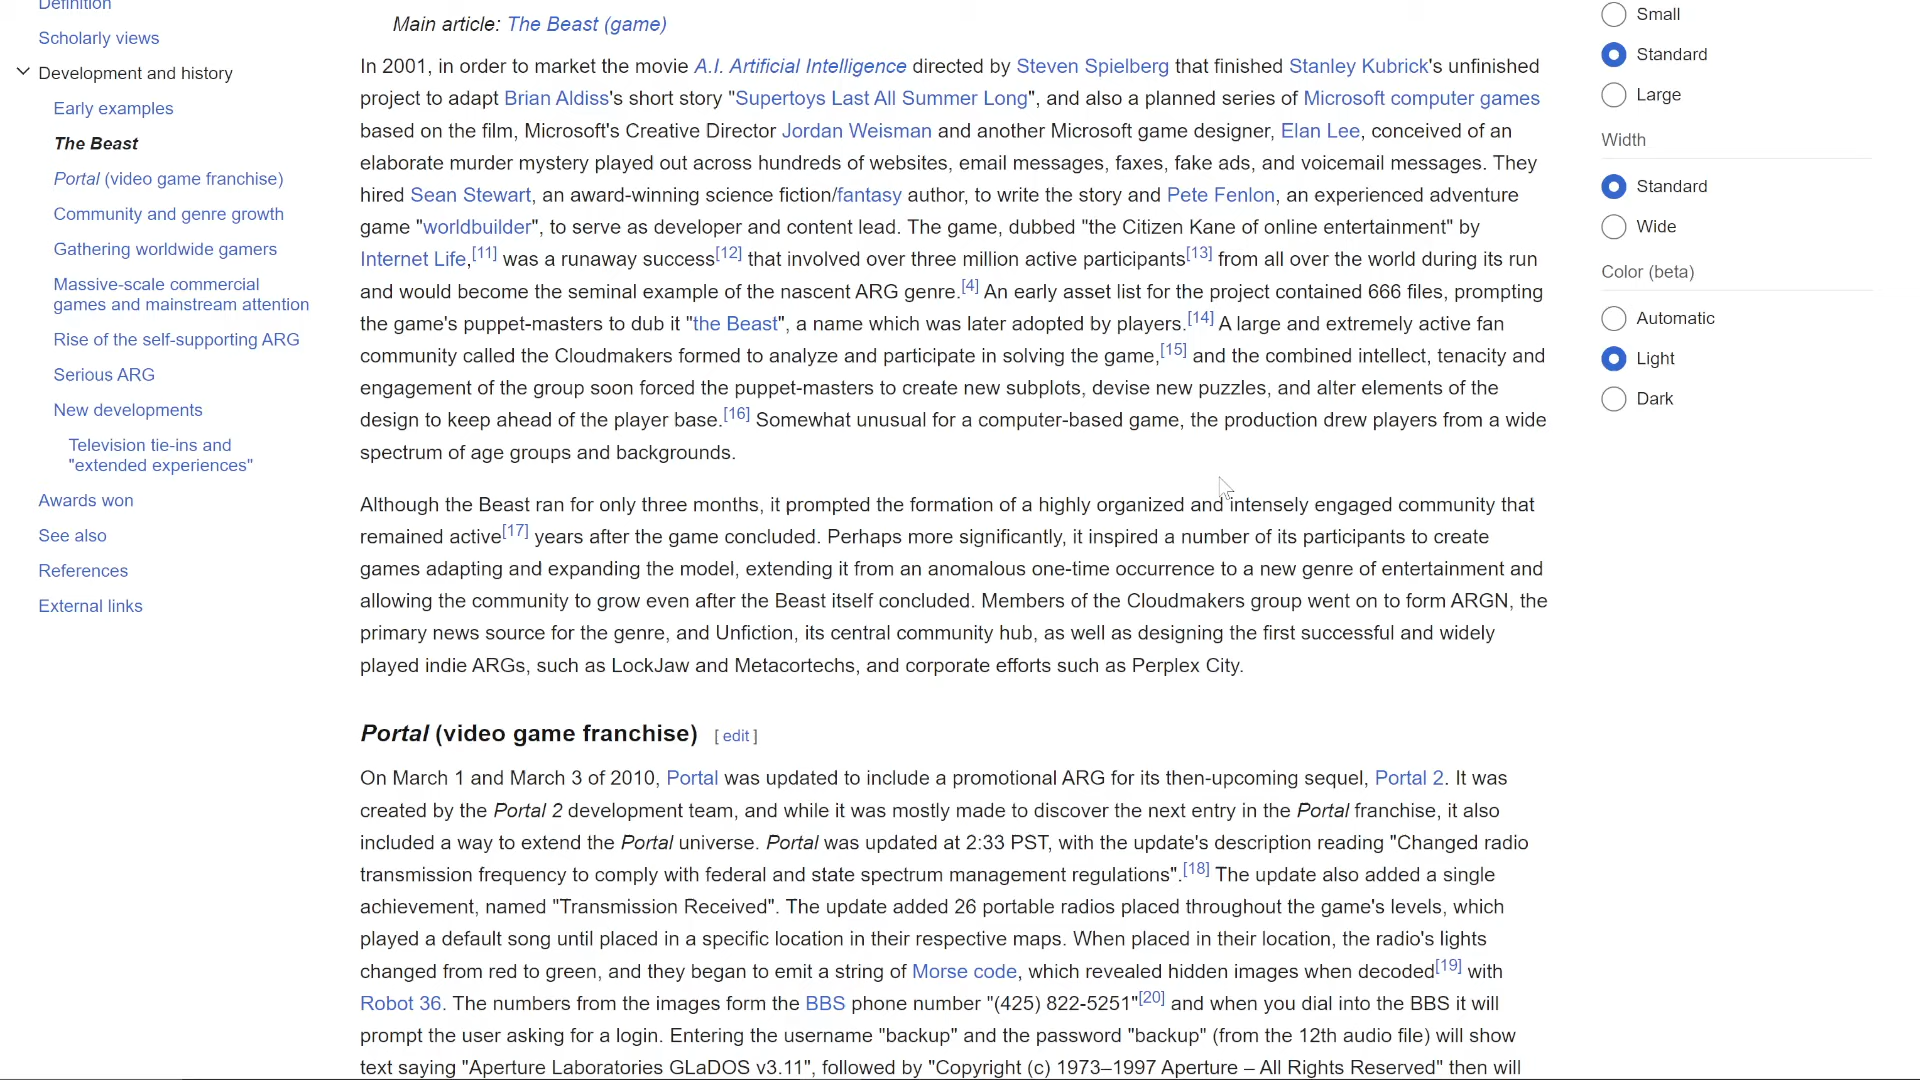 Definition
Scholarly views
Development and history
Early examples
The Beast
Portal (video game franchise)
Community and genre growth
Gathering worldwide gamers
Massive-scale commercial
games and mainstream attention
Rise of the self-supporting ARG
Serious ARG
New developments
Television tie-ins and
"extended experiences"
Awards won
See also
References
External links
Main article: The Beast (game)
In 2001, in order to market the movie A.I. Artificial Intelligence directed by Steven Spielberg that finished Stanley Kubrick's unfinished
project to adapt Brian Aldiss's short story "Supertoys Last All Summer Long", and also a planned series of Microsoft computer games
based on the film, Microsoft's Creative Director Jordan Weisman and another Microsoft game designer, Elan Lee, conceived of an
elaborate murder mystery played out across hundreds of websites, email messages, faxes, fake ads, and voicemail messages. They
hired Sean Stewart, an award-winning science fiction/fantasy author, to write the story and Pete Fenlon, an experienced adventure
game "worldbuilder", to serve as developer and content lead. The game, dubbed "the Citizen Kane of online entertainment" by
Internet Life,[11] was a runaway success[12] that involved over three million active participants[13] from all over the world during its run
and would become the seminal example of the nascent ARG genre.[4] An early asset list for the project contained 666 files, prompting
the game's puppet-masters to dub it "the Beast", a name which was later adopted by players.[14] A large and extremely active fan
community called the Cloudmakers formed to analyze and participate in solving the game,[15] and the combined intellect, tenacity and
engagement of the group soon forced the puppet-masters to create new subplots, devise new puzzles, and alter elements of the
design to keep ahead of the player base.[16] Somewhat unusual for a computer-based game, the production drew players from a wide
spectrum of age groups and backgrounds.
Although the Beast ran for only three months, it prompted the formation of a highly organized and intensely engaged community that
remained active[17] years after the game concluded. Perhaps more significantly, it inspired a number of its participants to create
games adapting and expanding the model, extending it from an anomalous one-time occurrence to a new genre of entertainment and
allowing the community to grow even after the Beast itself concluded. Members of the Cloudmakers group went on to form ARGN, the
primary news source for the genre, and Unfiction, its central community hub, as well as designing the first successful and widely
played indie ARGs, such as LockJaw and Metacortechs, and corporate efforts such as Perplex City.
Portal (video game franchise) [ edit ]
On March 1 and March 3 of 2010, Portal was updated to include a promotional ARG for its then-upcoming sequel, Portal 2. It was
created by the Portal 2 development team, and while it was mostly made to discover the next entry in the Portal franchise, it also
included a way to extend the Portal universe. Portal was updated at 2:33 PST, with the update's description reading "Changed radio
transmission frequency to comply with federal and state spectrum management regulations".[18] The update also added a single
achievement, named "Transmission Received". The update added 26 portable radios placed throughout the game's levels, which
played a default song until placed in a specific location in their respective maps. When placed in their location, the radio's lights
changed from red to green, and they began to emit a string of Morse code, which revealed hidden images when decoded[19] with
Robot 36. The numbers from the images form the BBS phone number "(425) 822-5251"[20] and when you dial into the BBS it will
prompt the user asking for a login. Entering the username "backup" and the password "backup" (from the 12th audio file) will show
text saying "Aperture Laboratories GLaDOS v3.11", followed by "Copyright (c) 1973–1997 Aperture – All Rights Reserved" then will
Small
Standard
Large
Width
Standard
Wide
Color (beta)
Automatic
Light
Dark